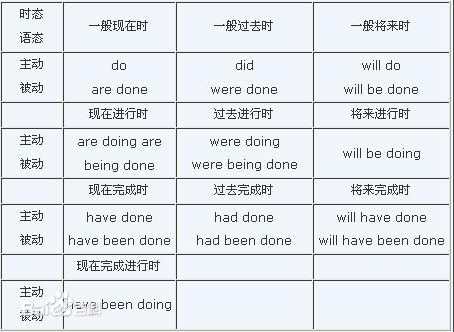 时态 一般现在时 一般过去时 一般将来时
语态
主动 do did will do
被动 are done were done will be done
现在进行时 过去进行时 将来进行时
主动 are doing are were doing will be doing
被动 being done were being done
现在完成时 过去完成时 将来完成时
主动 have done had done will have done
被动 have been done had been done will have been done
现在完成进行时
主动 have been doing
被动
Bai 百科